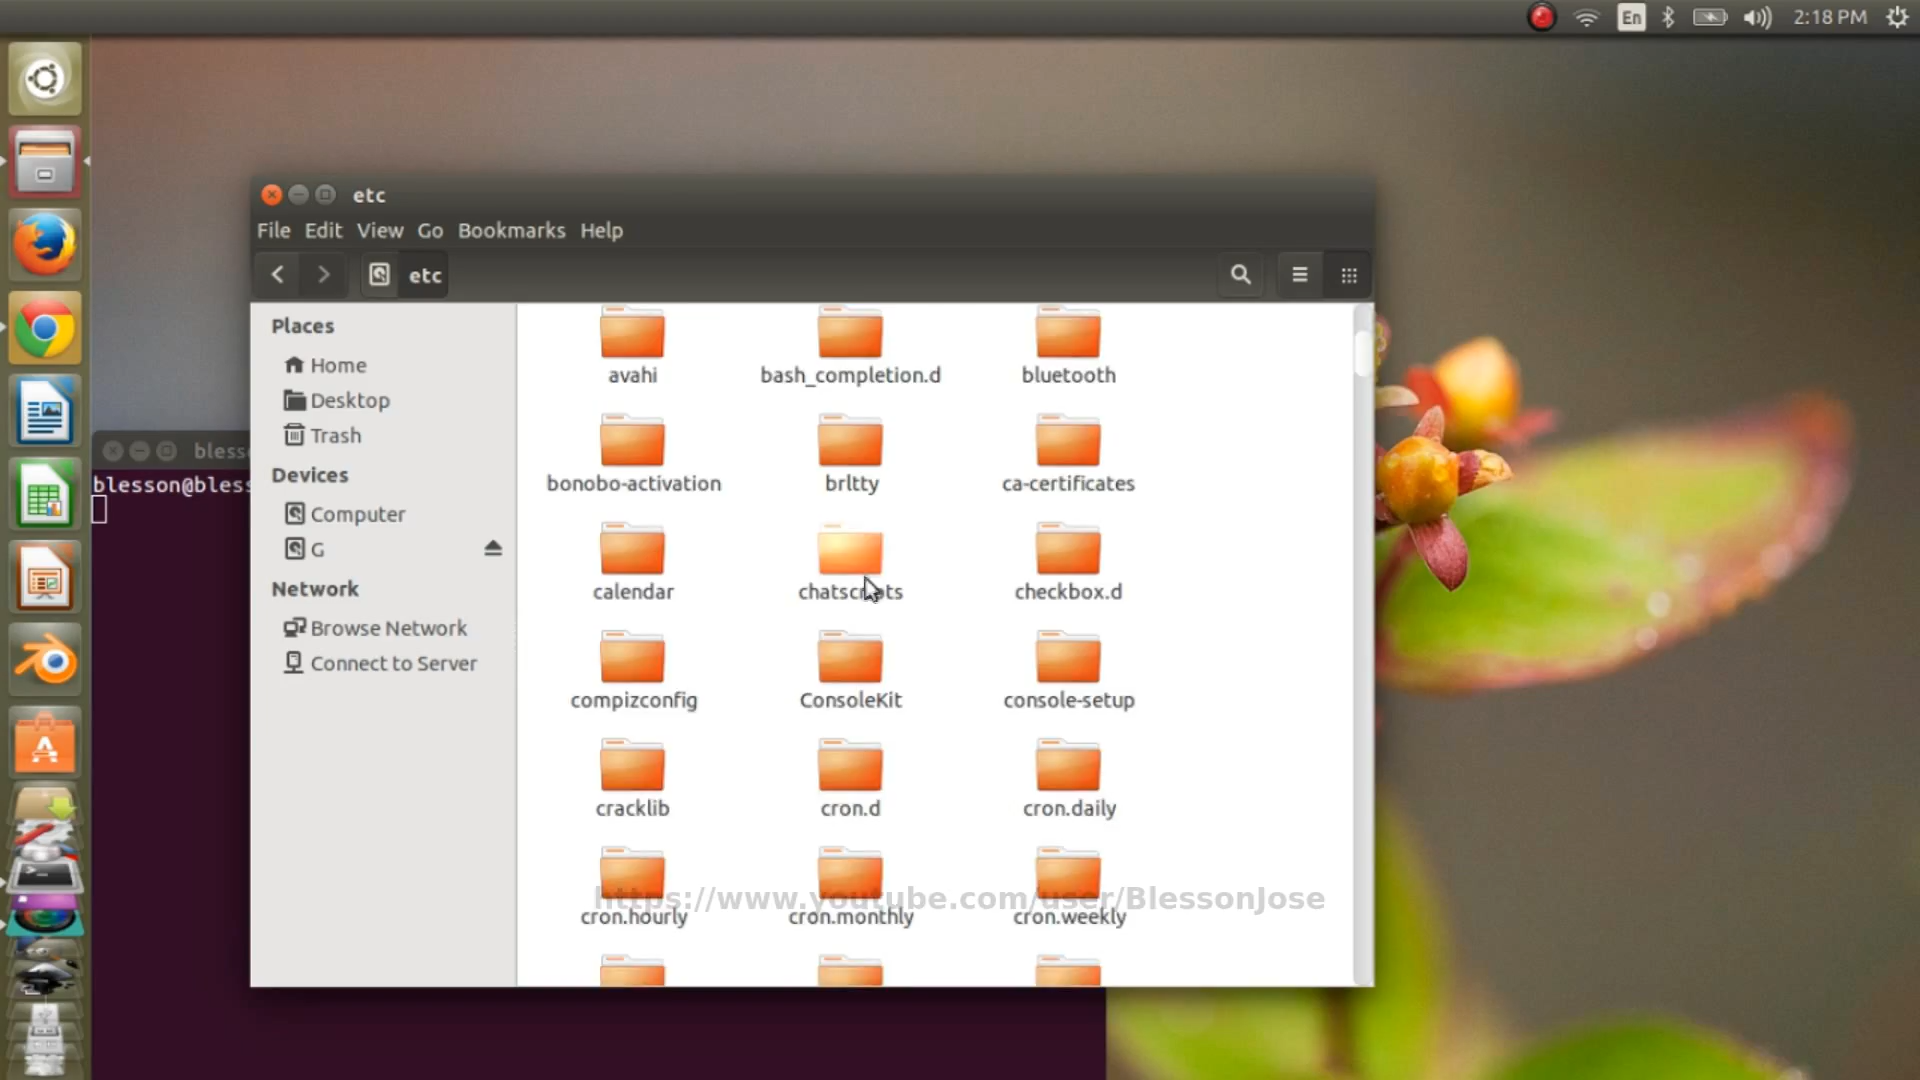 En 2:18 PM
etc
File Edit View Go Bookmarks Help
etc
Places
Home
Desktop
Trash
Devices
Computer
G
Network
Browse Network
Connect to Server
avahi bash_completion.d bluetooth
bonobo-activation brltty ca-certificates
calendar chatscripts checkbox.d
compizconfig ConsoleKit console-setup
cracklib cron.d cron.daily
cron.hourly cron.monthly cron.weekly
https://www.youtube.com/user/BlessonJose
bless
blesson@bless